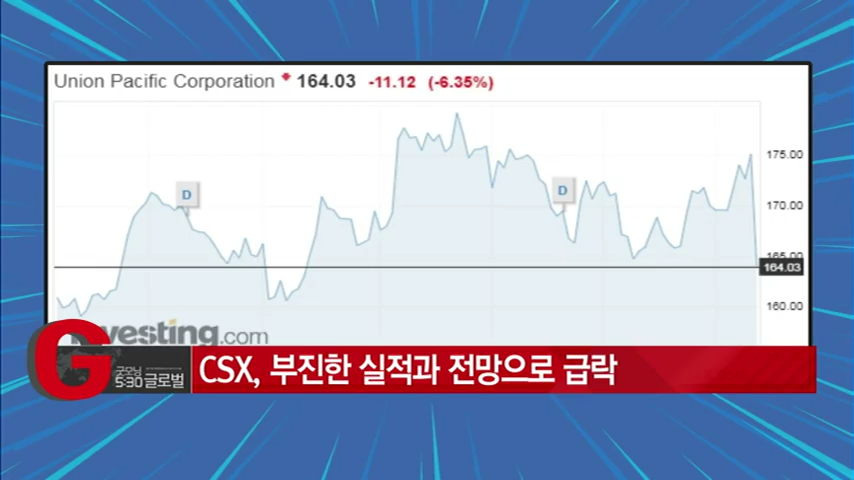 Union Pacific Corporation 164.03 -11.12 (-6.35%)
D
D
175.00
170.00
165.00
164.03
160.00
Investing.com
G
굿모닝
5:30 글로벌
CSX, 부진한 실적과 전망으로 급락